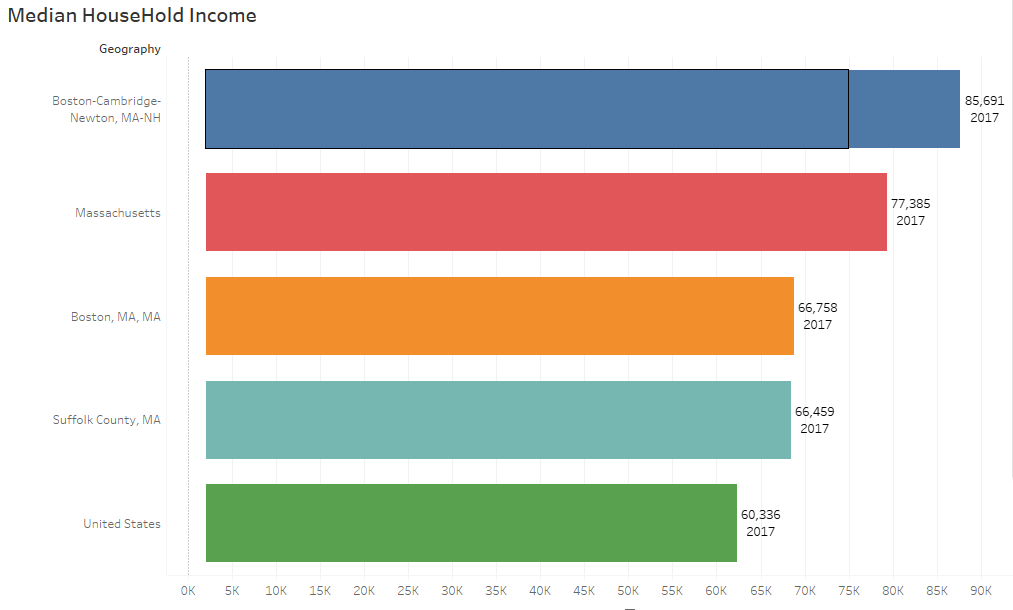 Median HouseHold Income
Geography
Boston-Cambridge-
Newton, MA-NH
85,691
2017
Massachusetts
77,385
2017
Boston, MA, MA
66,758
2017
Suffolk County, MA
66,459
2017
United States
60,336
2017
0K 5K 10K 15K 20K 25K 30K 35K 40K 45K 50K 55K 60K 65K 70K 75K 80K 85K 90K